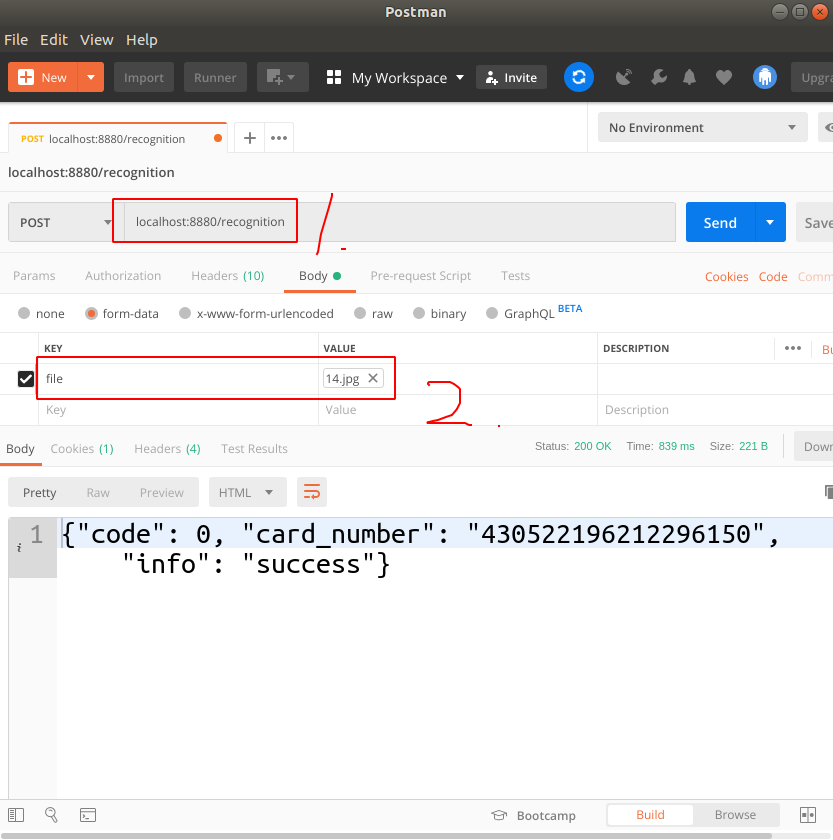 Postman
File Edit View Help
New Import Runner My Workspace Invite
POST localhost:8880/recognition
No Environment
localhost:8880/recognition
POST localhost:8880/recognition Send Save
1.
Params Authorization Headers (10) Body Pre-request Script Tests Cookies Code
none form-data x-www-form-urlencoded raw binary GraphQL BETA
KEY VALUE DESCRIPTION
file 14.jpg
Key Value Description
2.
Body Cookies (1) Headers (4) Test Results Status: 200 OK Time: 839 ms Size: 221 B
Pretty Raw Preview HTML
1 {"code": 0, "card_number": "430522196212296150",
"info": "success"}
Bootcamp Build Browse